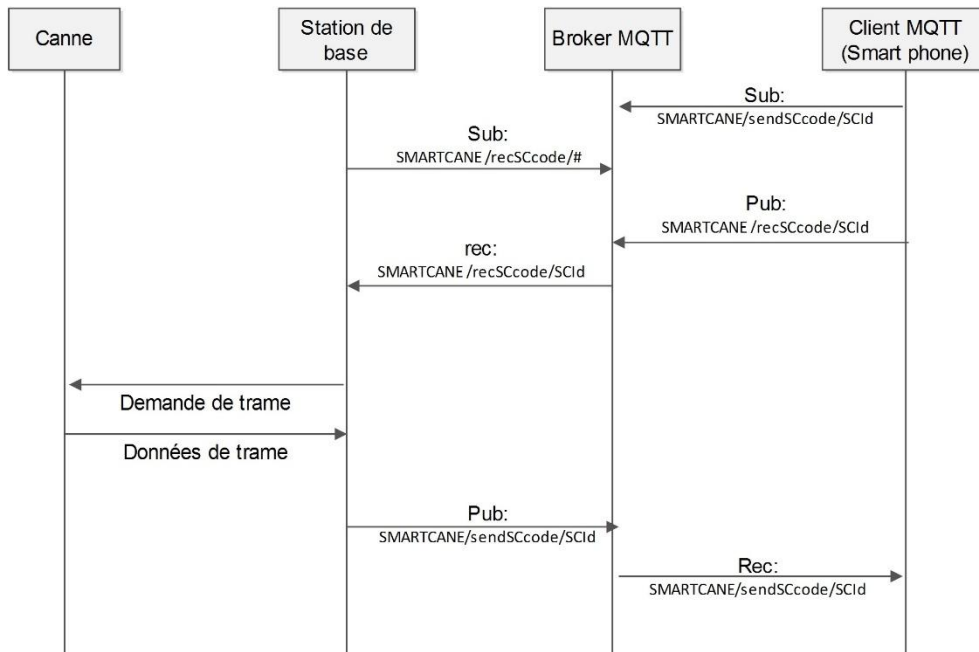 Canne
Station de
base
Broker MQTT
Client MQTT
(Smart phone)
Sub:
SMARTCANE/sendSCcode/SCId
Sub:
SMARTCANE/recSCcode/#
Pub:
SMARTCANE/recSCcode/SCId
rec:
SMARTCANE/recSCcode/SCId
Demande de trame
Données de trame
Pub:
SMARTCANE/sendSCcode/SCId
Rec:
SMARTCANE/sendSCcode/SCId